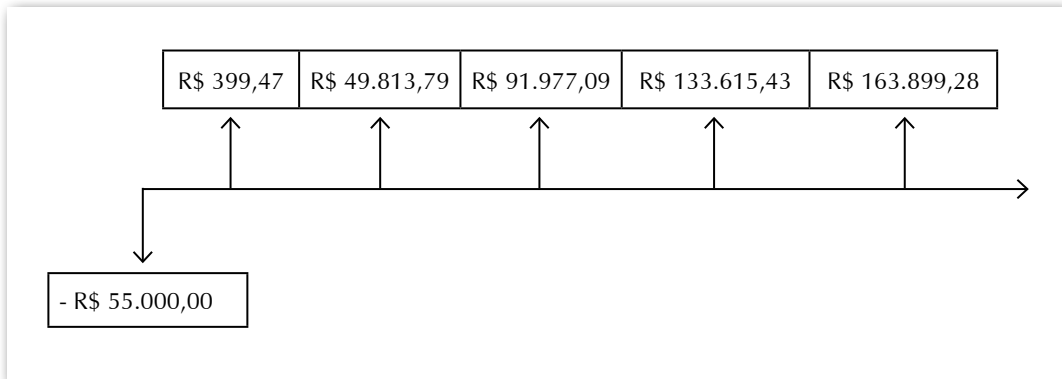 R$ 399,47 R$ 49.813,79 R$ 91.977,09 R$ 133.615,43 R$ 163.899,28
- R$ 55.000,00